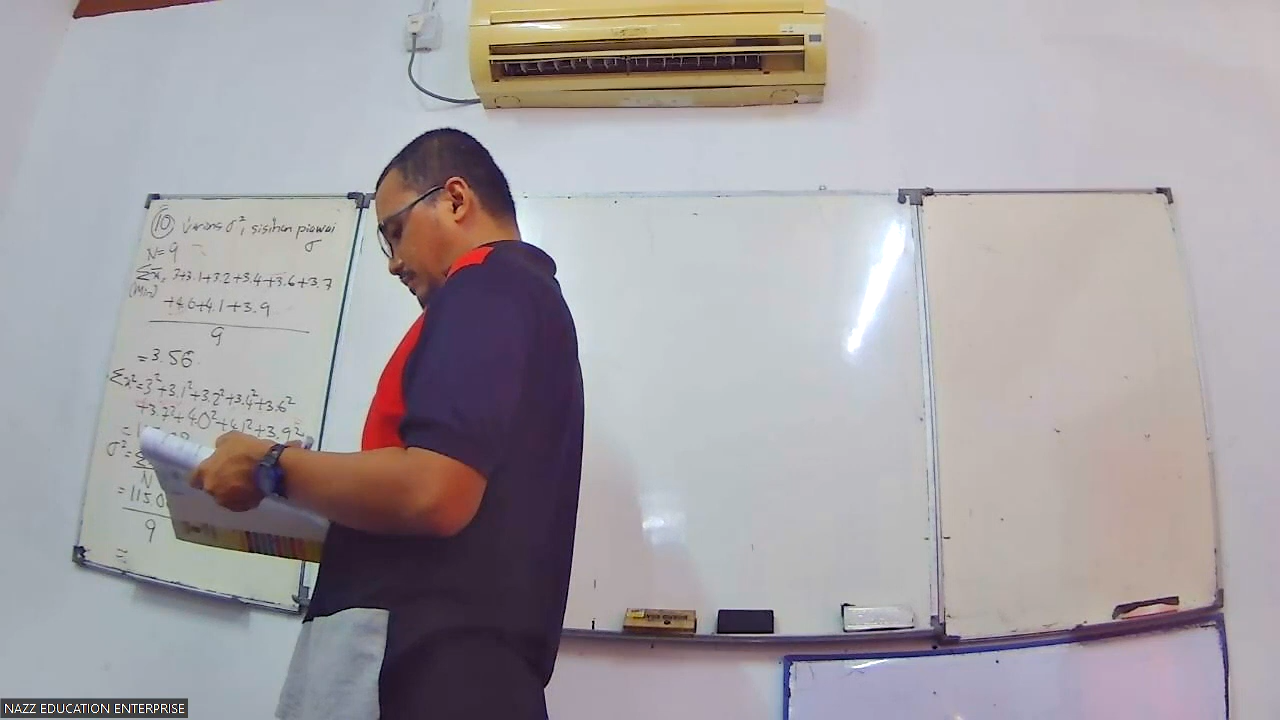 10 Varians σ², sisihan piawai
N=9
Σx, 3+3.1+3.2+3.4+3.6+3.7
(Min) +4.0+4.1+3.9
9
=3.56
Σx²=3²+3.1²+3.2²+3.4²+3.6²
+3.7²+4.0²+4.1²+3.9²
=
σ²=Σ
N
=115.0
9
=
NAZZ EDUCATION ENTERPRISE